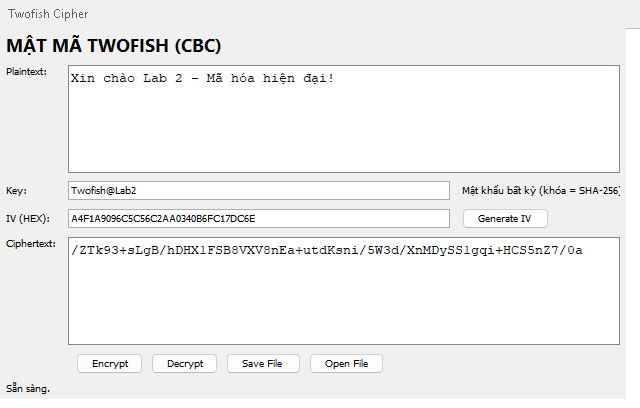 Twofish Cipher
MẬT MÃ TWOFISH (CBC)
Plaintext:
Xin chào Lab 2 – Mã hóa hiện đại!
Key:
Twofish@Lab2
Mật khẩu bất kỳ (khóa = SHA-256)
IV (HEX):
A4F1A9096C5C56C2AA0340B6FC17DC6E
Generate IV
Ciphertext:
/ZTk93+sLgB/hDHX1FSB8VXV8nEa+utdKsni/5W3d/XnMDySS1gqi+HCS5nZ7/0a
Encrypt
Decrypt
Save File
Open File
Sẵn sàng.